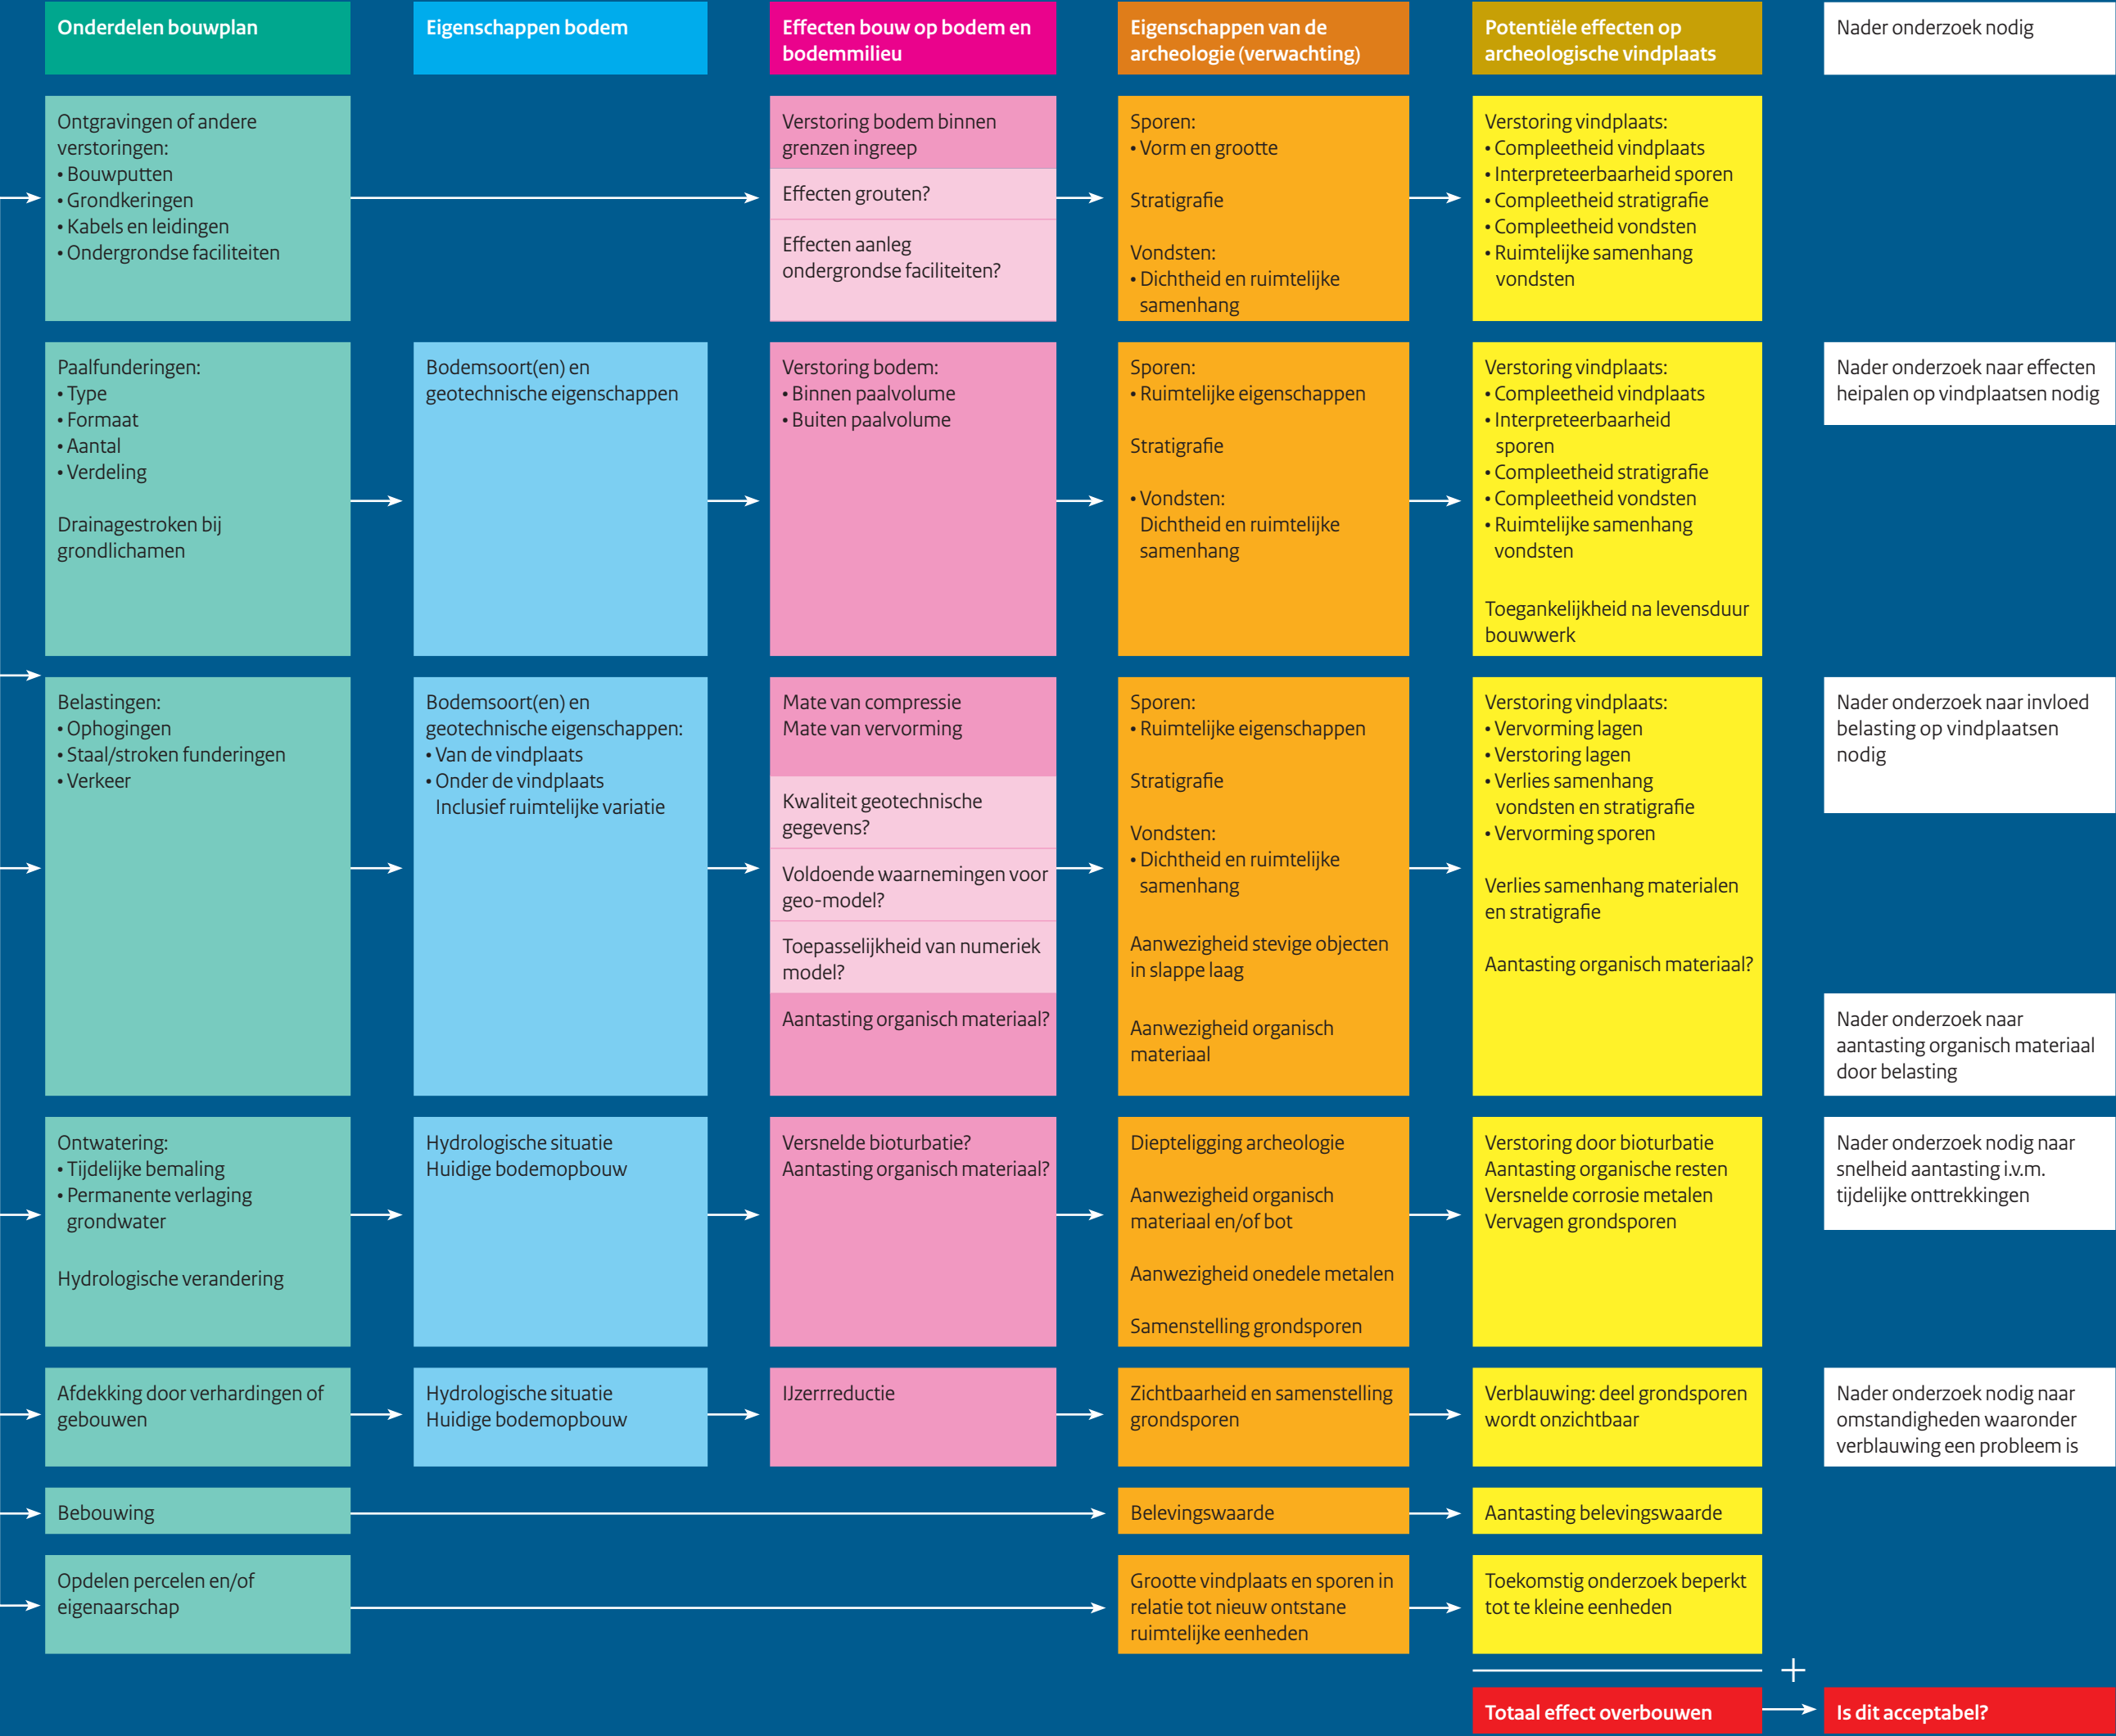 Onderdelen bouwplan
Eigenschappen bodem
Effecten bouw op bodem en
bodemmilieu
Eigenschappen van de
archeologie (verwachting)
Potentiële effecten op
archeologische vindplaats
Nader onderzoek nodig
Ontgravingen of andere
verstoringen:
• Bouwputten
• Grondkeringen
• Kabels en leidingen
• Ondergrondse faciliteiten
Verstoring bodem binnen
grenzen ingreep
Effecten grouten?
Effecten aanleg
ondergrondse faciliteiten?
Sporen:
• Vorm en grootte
Stratigrafie
Vondsten:
• Dichtheid en ruimtelijke
samenhang
Verstoring vindplaats:
• Compleetheid vindplaats
• Interpreteerbaarheid sporen
• Compleetheid stratigrafie
• Compleetheid vondsten
• Ruimtelijke samenhang
vondsten
Paalfunderingen:
• Type
• Formaat
• Aantal
• Verdeling
Drainagestroken bij
grondlichamen
Bodemsoort(en) en
geotechnische eigenschappen
Verstoring bodem:
• Binnen paalvolume
• Buiten paalvolume
Sporen:
• Ruimtelijke eigenschappen
Stratigrafie
• Vondsten:
Dichtheid en ruimtelijke
samenhang
Verstoring vindplaats:
• Compleetheid vindplaats
• Interpreteerbaarheid
sporen
• Compleetheid stratigrafie
• Compleetheid vondsten
• Ruimtelijke samenhang
vondsten
Toegankelijkheid na levensduur
bouwwerk
Nader onderzoek naar effecten
heipalen op vindplaatsen nodig
Belastingen:
• Ophogingen
• Staal/stroken funderingen
• Verkeer
Bodemsoort(en) en
geotechnische eigenschappen:
• Van de vindplaats
• Onder de vindplaats
Inclusief ruimtelijke variatie
Mate van compressie
Mate van vervorming
Kwaliteit geotechnische
gegevens?
Voldoende waarnemingen voor
geo-model?
Toepasselijkheid van numeriek
model?
Aantasting organisch materiaal?
Sporen:
• Ruimtelijke eigenschappen
Stratigrafie
Vondsten:
• Dichtheid en ruimtelijke
samenhang
Aanwezigheid stevige objecten
in slappe laag
Aanwezigheid organisch
materiaal
Verstoring vindplaats:
• Vervorming lagen
• Verstoring lagen
• Verlies samenhang
vondsten en stratigrafie
• Vervorming sporen
Verlies samenhang materialen
en stratigrafie
Aantasting organisch materiaal?
Nader onderzoek naar invloed
belasting op vindplaatsen
nodig
Nader onderzoek naar
aantasting organisch materiaal
door belasting
Ontwatering:
• Tijdelijke bemaling
• Permanente verlaging
grondwater
Hydrologische verandering
Hydrologische situatie
Huidige bodemopbouw
Versnelde bioturbatie?
Aantasting organisch materiaal?
Diepteligging archeologie
Aanwezigheid organisch
materiaal en/of bot
Aanwezigheid onedele metalen
Samenstelling grondsporen
Verstoring door bioturbatie
Aantasting organische resten
Versnelde corrosie metalen
Vervagen grondsporen
Nader onderzoek nodig naar
snelheid aantasting i.v.m.
tijdelijke onttrekkingen
Afdekking door verhardingen of
gebouwen
Hydrologische situatie
Huidige bodemopbouw
IJzerrreductie
Zichtbaarheid en samenstelling
grondsporen
Verblauwing: deel grondsporen
wordt onzichtbaar
Nader onderzoek nodig naar
omstandigheden waaronder
verblauwing een probleem is
Bebouwing
Belevingswaarde
Aantasting belevingswaarde
Opdelen percelen en/of
eigenaarschap
Grootte vindplaats en sporen in
relatie tot nieuw ontstane
ruimtelijke eenheden
Toekomstig onderzoek beperkt
tot te kleine eenheden
+
Totaal effect overbouwen
Is dit acceptabel?